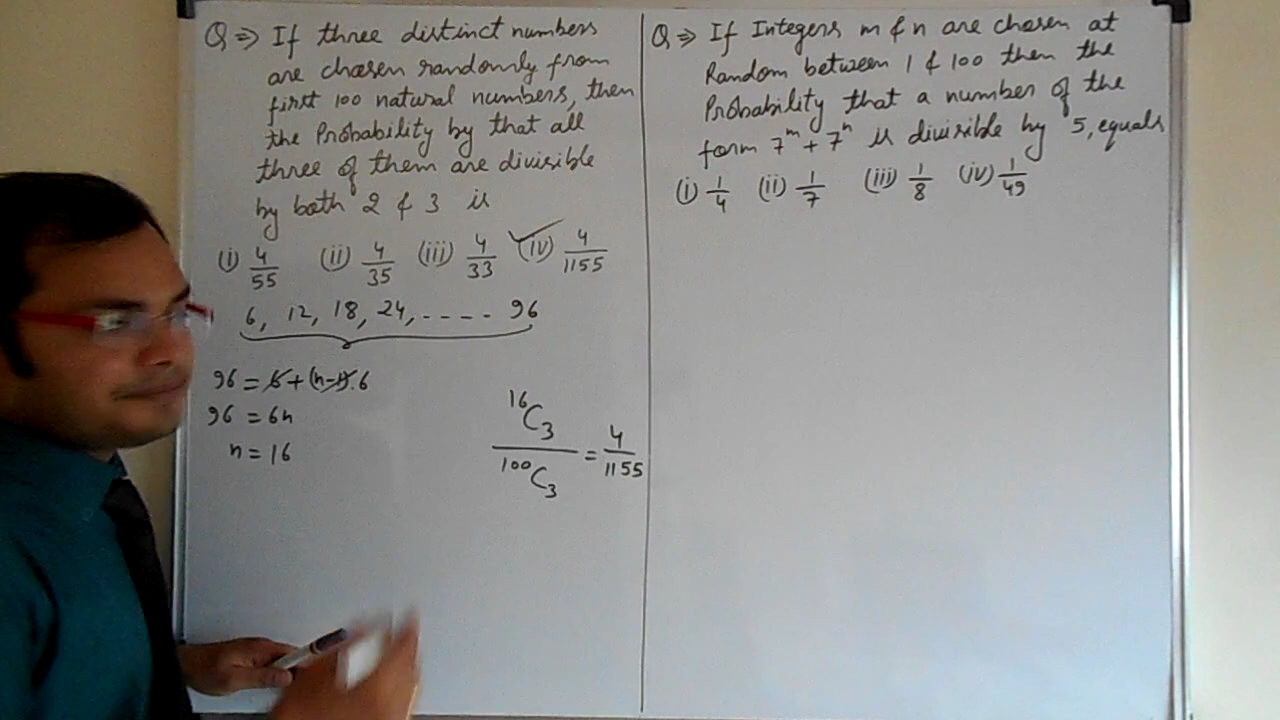 Q ⇒ If three distinct numbers
are chosen randomly from
first 100 natural numbers, then
the Probability by that all
three of them are divisible
by both 2 & 3 is
(i) 4/55 (ii) 4/35 (iii) 4/33 ✓(iv) 4/1155
6, 12, 18, 24, ---- 96
96 = 6 + (n-1).6
96 = 6n
n = 16
¹⁶C₃ / ¹⁰⁰C₃ = 4/1155
Q ⇒ If Integers m & n are chosen at
Random between 1 & 100 then the
Probability that a number of the
form 7ᵐ + 7ⁿ is divisible by 5, equals
(i) 1/4 (ii) 1/7 (iii) 1/8 (iv) 1/49